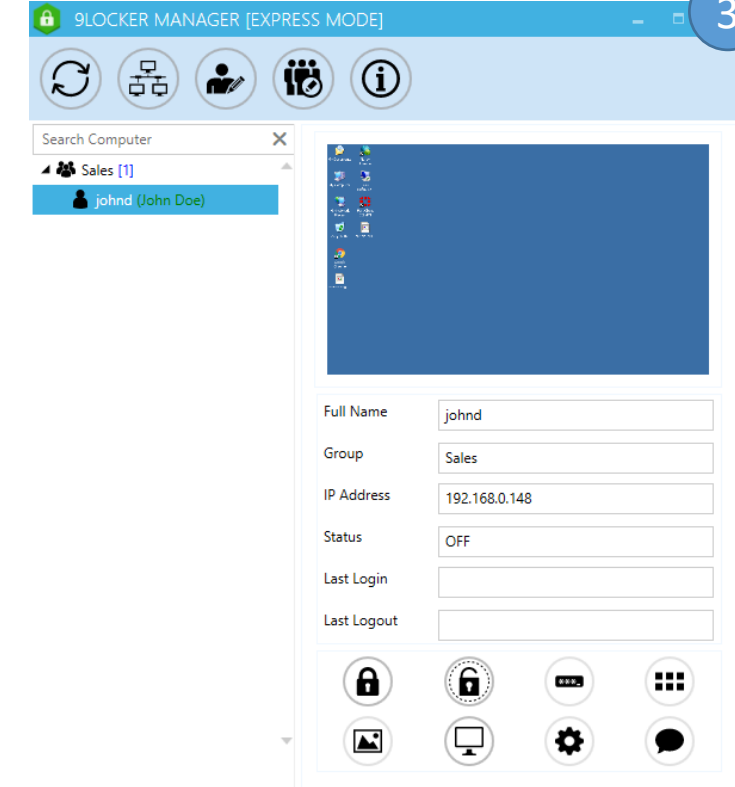 9LOCKER MANAGER [EXPRESS MODE]
3
Search Computer
Sales [1]
johnd (John Doe)
Full Name johnd
Group Sales
IP Address 192.168.0.148
Status OFF
Last Login
Last Logout
***_